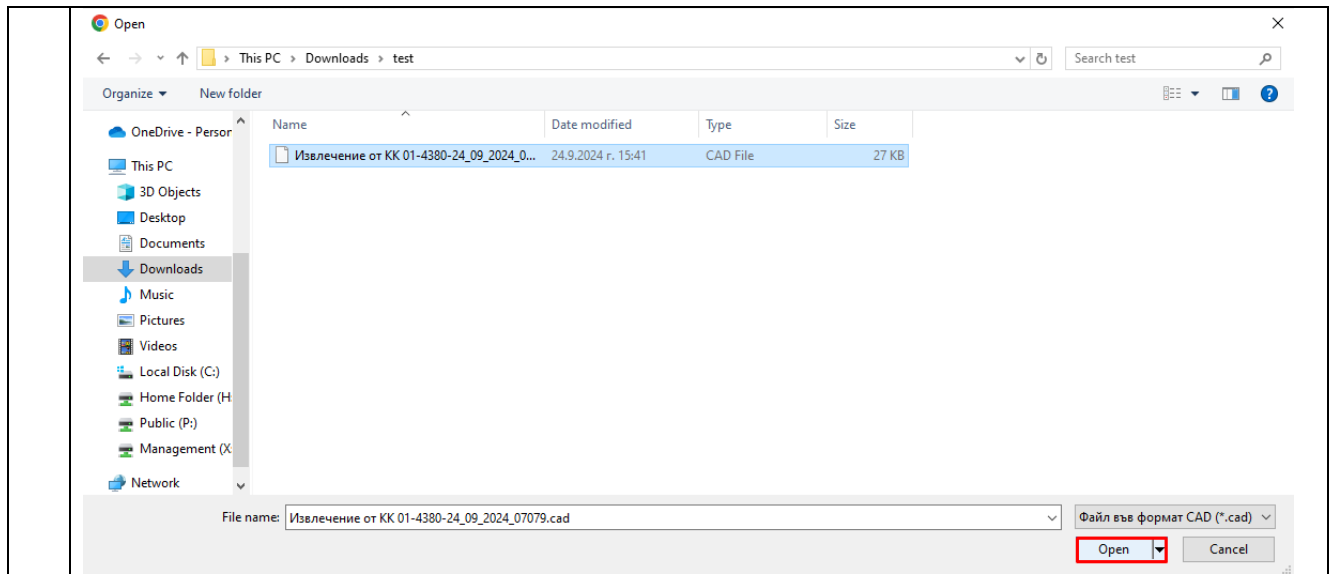 Open
This PC > Downloads > test
Search test
Organize
New folder
Name
Date modified
Type
Size
Извлечение от КК 01-4380-24_09_2024_0... 24.9.2024 г. 15:41 CAD File 27 KB
OneDrive - Person
This PC
3D Objects
Desktop
Documents
Downloads
Music
Pictures
Videos
Local Disk (C:)
Home Folder (H:
Public (P:)
Management (X
Network
File name: Извлечение от КК 01-4380-24_09_2024_07079.cad
Файл във формат CAD (*.cad)
Open
Cancel